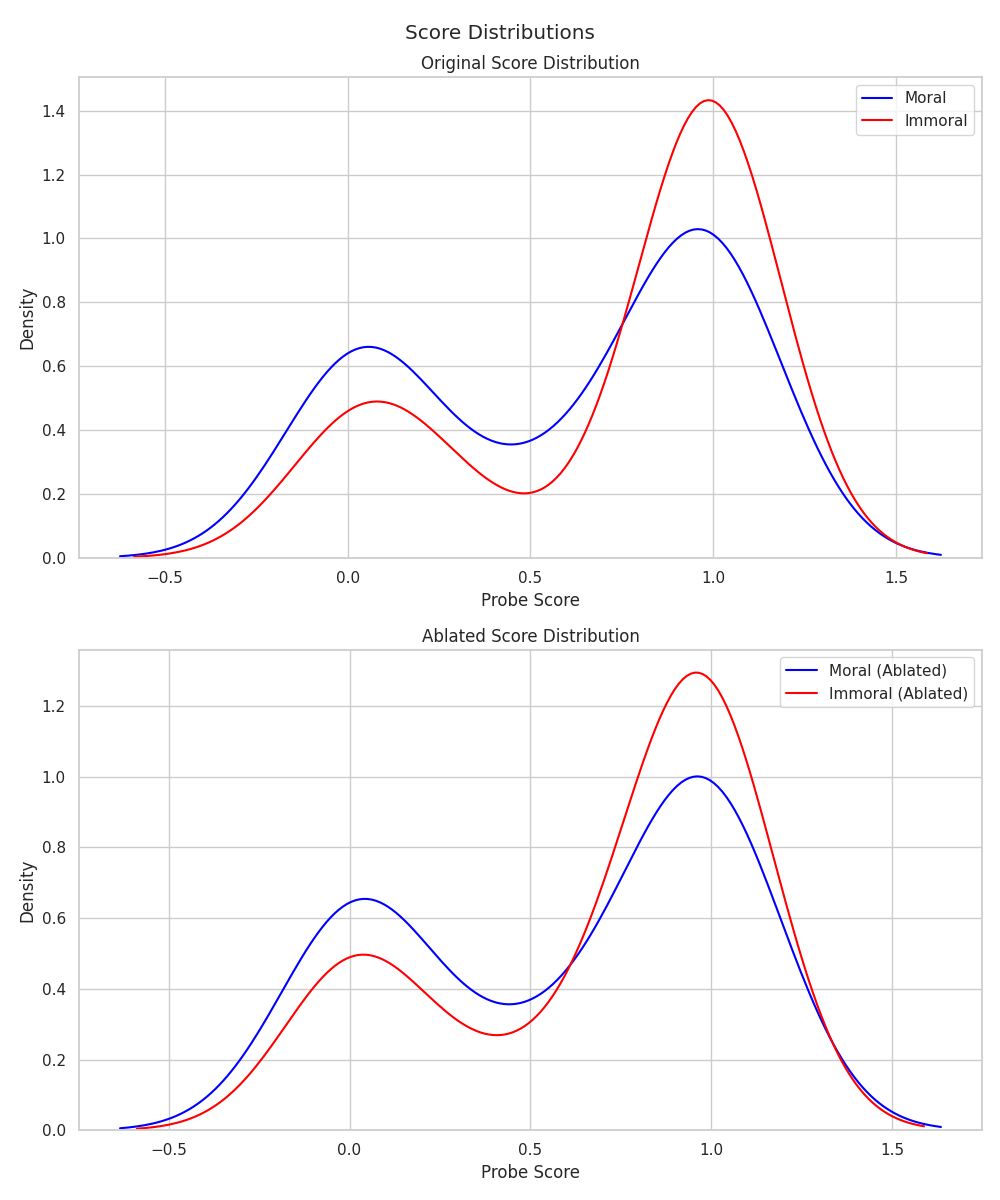 Score Distributions
Original Score Distribution
Moral
Immoral
1.4
1.2
1.0
0.8
0.6
0.4
0.2
0.0
Density
−0.5
0.0
0.5
1.0
1.5
Probe Score
Ablated Score Distribution
Moral (Ablated)
Immoral (Ablated)
1.2
1.0
0.8
0.6
0.4
0.2
0.0
Density
−0.5
0.0
0.5
1.0
1.5
Probe Score